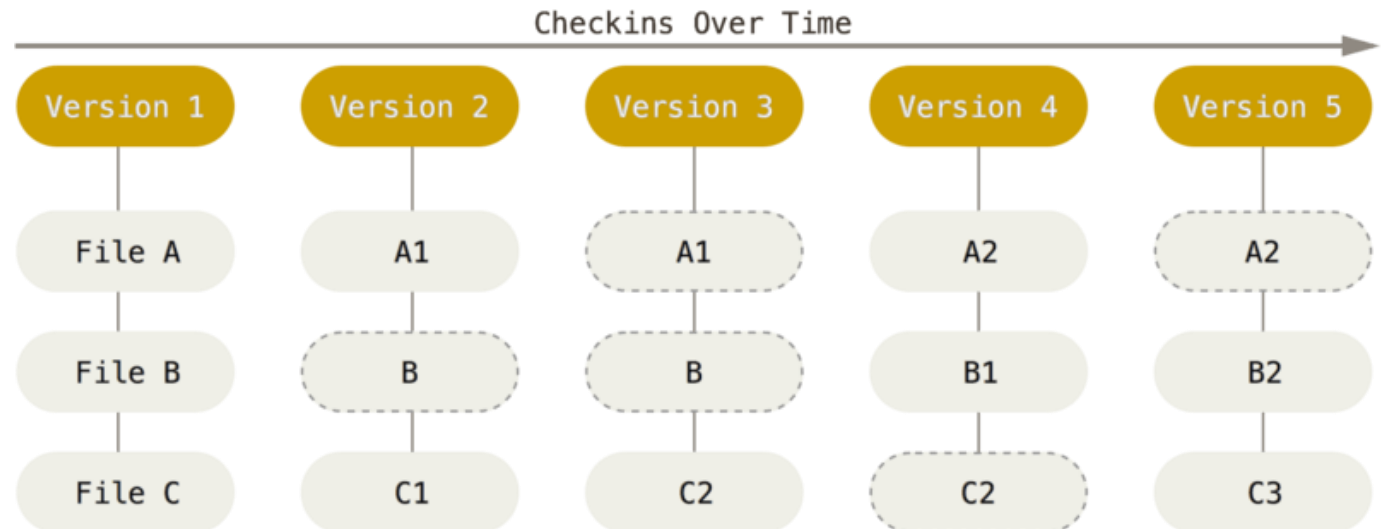 Checkins Over Time
Version 1 Version 2 Version 3 Version 4 Version 5
File A A1 A1 A2 A2
File B B B B1 B2
File C C1 C2 C2 C3